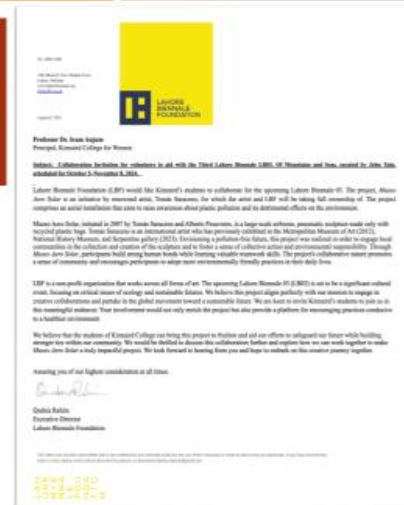 LAHORE
BIENNALE
FOUNDATION
Professor Dr. Iram Anjum
Principal, Kinnaird College for Women
Subject: Collaboration Invitation for volunteers to aid with the Third Lahore Biennale LB03, Of Mountains and Seas, curated by John Tain,
scheduled for October 5-November 8, 2024.
Lahore Biennale Foundation (LBF) would like Kinnaird's students to collaborate for the upcoming Lahore Biennale 03. The project, Museo
Aero Solar is an initiative by renowned artist, Tomás Saraceno, for which the artist and LBF will be taking full ownership of. The project
comprises an aerial installation that aims to raise awareness about plastic pollution and its detrimental effects on the environment.
Museo Aero Solar, initiated in 2007 by Tomás Saraceno and Alberto Pesavento, is a large-scale airborne, pneumatic sculpture made only with
recycled plastic bags. Tomás Saraceno is an international artist who has previously exhibited in the Metropolitan Museum of Art (2012),
National History Museum, and Serpentine gallery (2023). Envisioning a pollution-free future, this project was realized in order to engage local
communities in the collection and creation of the sculpture and to foster a sense of collective action and environmental responsibility. Through
Museo Aero Solar, participants build strong human bonds while learning valuable teamwork skills. The project's collaborative nature promotes
a sense of community and encourages participants to adopt more environmentally friendly practices in their daily lives.
LBF is a non-profit organization that works across all forms of art. The upcoming Lahore Biennale 03 (LB03) is set to be a significant cultural
event, focusing on critical issues of ecology and sustainable futures. We believe this project aligns perfectly with our mission to engage in
creative collaborations and partake in the global movement toward a sustainable future. We are keen to invite Kinnaird's students to join us in
this meaningful endeavor. Your involvement would not only enrich the project but also provide a platform for encouraging practices conducive
to a healthier environment.
We believe that the students of Kinnaird College can bring this project to fruition and aid our efforts to safeguard our future while building
stronger ties within our community. We would be thrilled to discuss this collaboration further and explore how we can work together to make
Museo Aero Solar a truly impactful project. We look forward to hearing from you and hope to embark on this creative journey together.
Assuring you of our highest consideration at all times.
Qudsia Rahim
Executive Director
Lahore Biennale Foundation